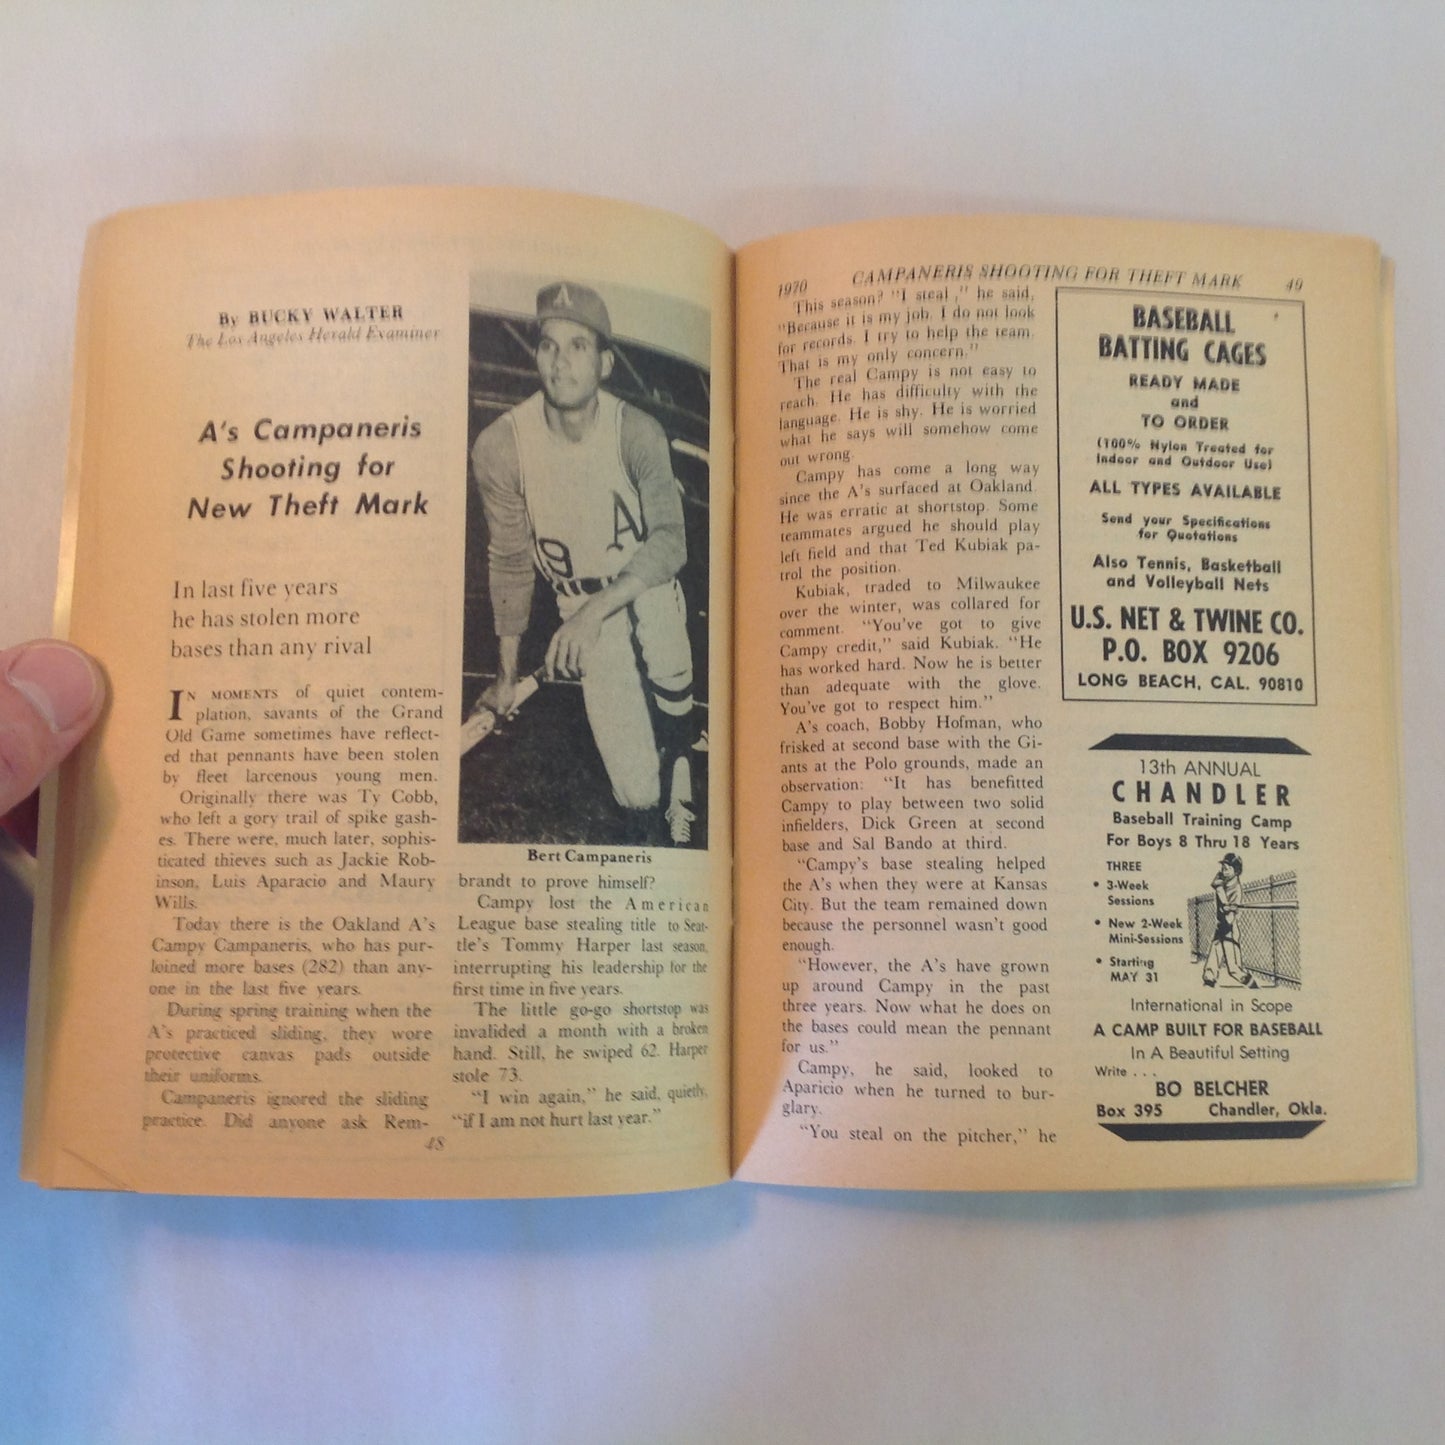 By BUCKY WALTER
The Los Angeles Herald Examiner
A's Campaneris
Shooting for
New Theft Mark
In last five years
he has stolen more
bases than any rival
IN MOMENTS of quiet contem-
plation, savants of the Grand
Old Game sometimes have reflect-
ed that pennants have been stolen
by fleet larcenous young men.
Originally there was Ty Cobb,
who left a gory trail of spike gash-
es. There were, much later, sophis-
ticated thieves such as Jackie Rob-
inson, Luis Aparacio and Maury
Wills.
Today there is the Oakland A's
Campy Campaneris, who has pur-
loined more bases (282) than any-
one in the last five years.
During spring training when the
A's practiced sliding, they wore
protective canvas pads outside
their uniforms.
Campaneris ignored the sliding
practice. Did anyone ask Rem-
48
A
A
Bert Campaneris
brandt to prove himself?
Campy lost the American
League base stealing title to Seat-
tle's Tommy Harper last season,
interrupting his leadership for the
first time in five years.
The little go-go shortstop was
invalided a month with a broken
hand. Still, he swiped 62. Harper
stole 73.
"I win again," he said, quietly,
"if I am not hurt last year."
1970 CAMPANERIS SHOOTING FOR THEFT MARK 49
This season? "I steal ," he said,
"Because it is my job. I do not look
for records. I try to help the team.
That is my only concern."
The real Campy is not easy to
reach. He has difficulty with the
language. He is shy. He is worried
what he says will somehow come
out wrong.
Campy has come a long way
since the A's surfaced at Oakland.
He was erratic at shortstop. Some
teammates argued he should play
left field and that Ted Kubiak pa-
trol the position.
Kubiak, traded to Milwaukee
over the winter, was collared for
comment. "You've got to give
Campy credit," said Kubiak. "He
has worked hard. Now he is better
than adequate with the glove.
You've got to respect him."
A's coach, Bobby Hofman, who
frisked at second base with the Gi-
ants at the Polo grounds, made an
observation: "It has benefitted
Campy to play between two solid
infielders, Dick Green at second
base and Sal Bando at third.
"Campy's base stealing helped
the A's when they were at Kansas
City. But the team remained down
because the personnel wasn't good
enough.
"However, the A's have grown
up around Campy in the past
three years. Now what he does on
the bases could mean the pennant
for us."
Campy, he said, looked to
Aparicio when he turned to bur-
glary.
"You steal on the pitcher," he
BASEBALL
BATTING CAGES
READY MADE
and
TO ORDER
(100% Nylon Treated for
Indoor and Outdoor Use)
ALL TYPES AVAILABLE
Send your Specifications
for Quotations
Also Tennis, Basketball
and Volleyball Nets
U.S. NET & TWINE CO.
P.O. BOX 9206
LONG BEACH, CAL. 90810
13th ANNUAL
CHANDLER
Baseball Training Camp
For Boys 8 Thru 18 Years
THREE
• 3-Week
Sessions
• New 2-Week
Mini-Sessions
• Starting
MAY 31
International in Scope
A CAMP BUILT FOR BASEBALL
In A Beautiful Setting
Write . . .
BO BELCHER
Box 395 Chandler, Okla.